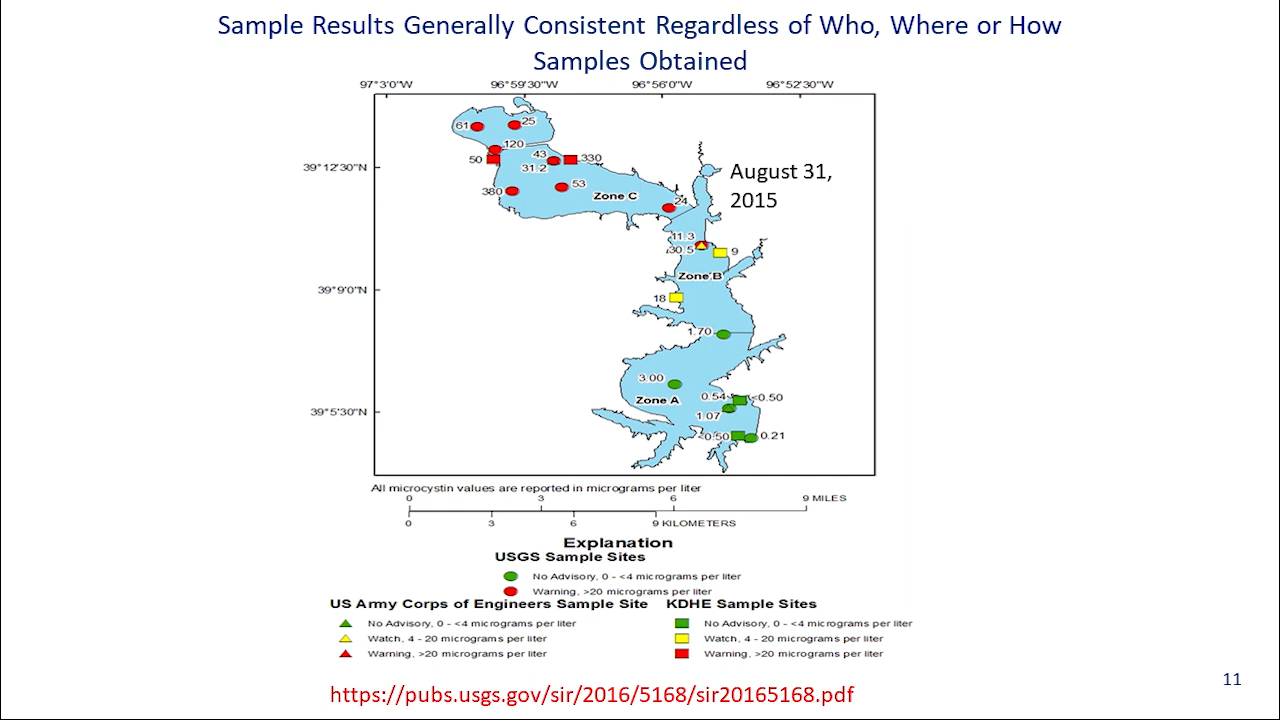 Sample Results Generally Consistent Regardless of Who, Where or How
Samples Obtained
97°3'0"W 96°59'30"W 96°56'0"W 96°52'30"W
39°12'30"N
39°9'0"N
39°5'30"N
August 31,
2015
61
25
120
50
43
330
31.2
380
53
Zone C
24
11.3
30.5
9
Zone B
18
1.70
3.00
Zone A
0.54
<0.50
1.07
<0.50
0.21
All microcystin values are reported in micrograms per liter
0 3 6 9 MILES
0 3 6 9 KILOMETERS
Explanation
USGS Sample Sites
No Advisory, 0 - <4 micrograms per liter
Warning, >20 micrograms per liter
US Army Corps of Engineers Sample Site
No Advisory, 0 - <4 micrograms per liter
Watch, 4 - 20 micrograms per liter
Warning, >20 micrograms per liter
KDHE Sample Sites
No Advisory, 0 - <4 micrograms per liter
Watch, 4 - 20 micrograms per liter
Warning, >20 micrograms per liter
https://pubs.usgs.gov/sir/2016/5168/sir20165168.pdf
11